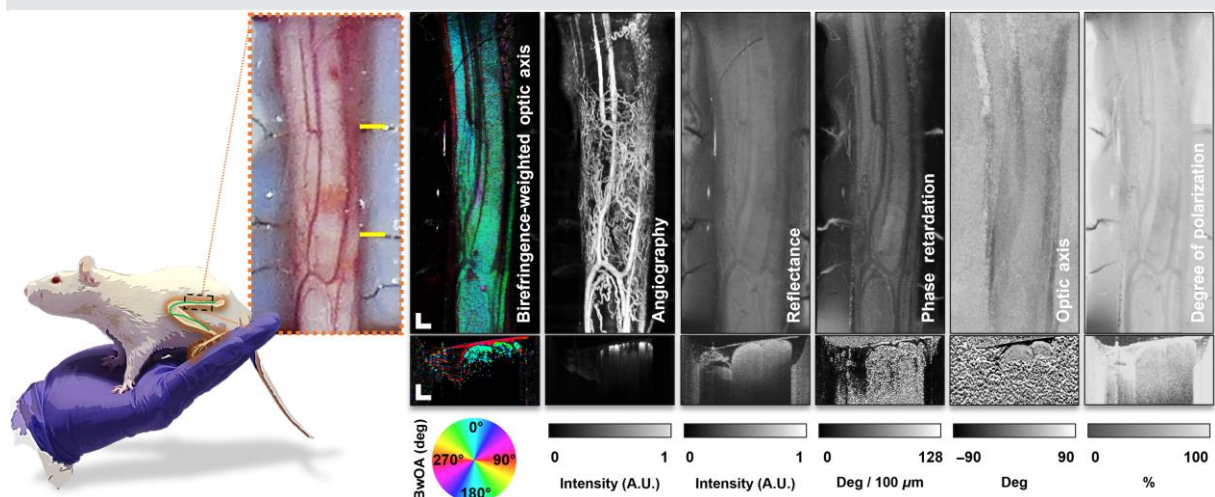 Birefringence-weighted optic axis
Angiography
Reflectance
Phase retardation
Optic axis
Degree of polarization
BwOA (deg)
0°
270°
90°
180°
0 1
Intensity (A.U.)
0 1
Intensity (A.U.)
0 128
Deg / 100 µm
–90 90
Deg
0 100
%